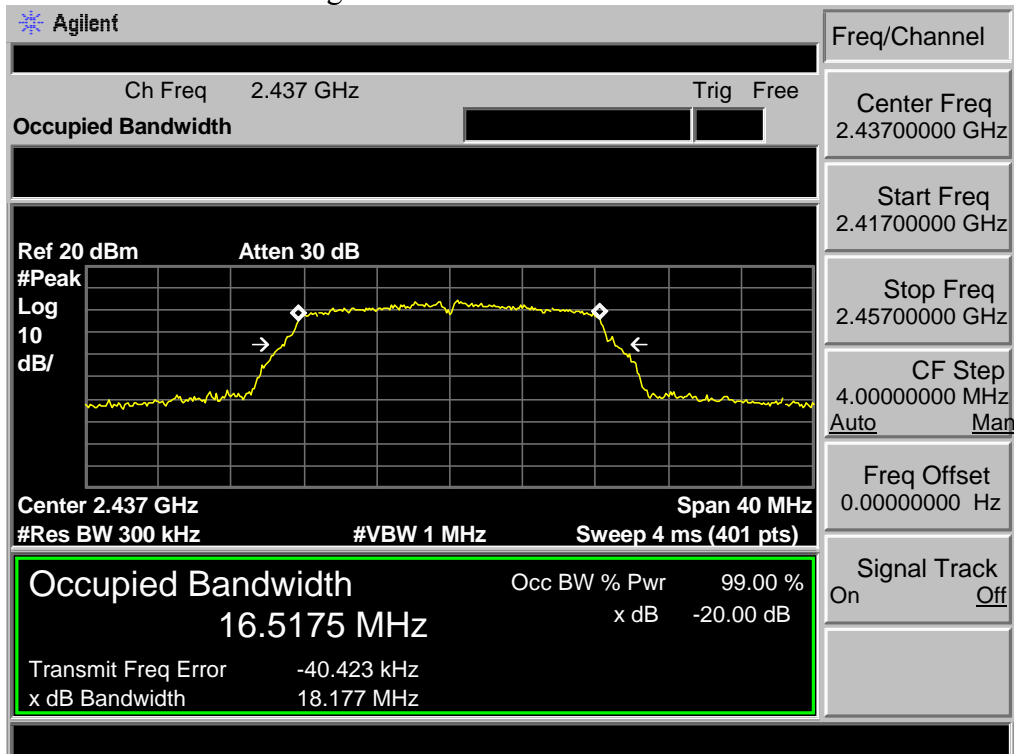 Agilent
Freq/Channel
Ch Freq 2.437 GHz Trig Free
Occupied Bandwidth
Center Freq
2.43700000 GHz
Start Freq
2.41700000 GHz
Ref 20 dBm Atten 30 dB
#Peak
Log
10
dB/
Stop Freq
2.45700000 GHz
CF Step
4.00000000 MHz
Auto Man
Freq Offset
0.00000000 Hz
Center 2.437 GHz Span 40 MHz
#Res BW 300 kHz #VBW 1 MHz Sweep 4 ms (401 pts)
Signal Track
On Off
Occupied Bandwidth Occ BW % Pwr 99.00 %
16.5175 MHz x dB -20.00 dB
Transmit Freq Error -40.423 kHz
x dB Bandwidth 18.177 MHz